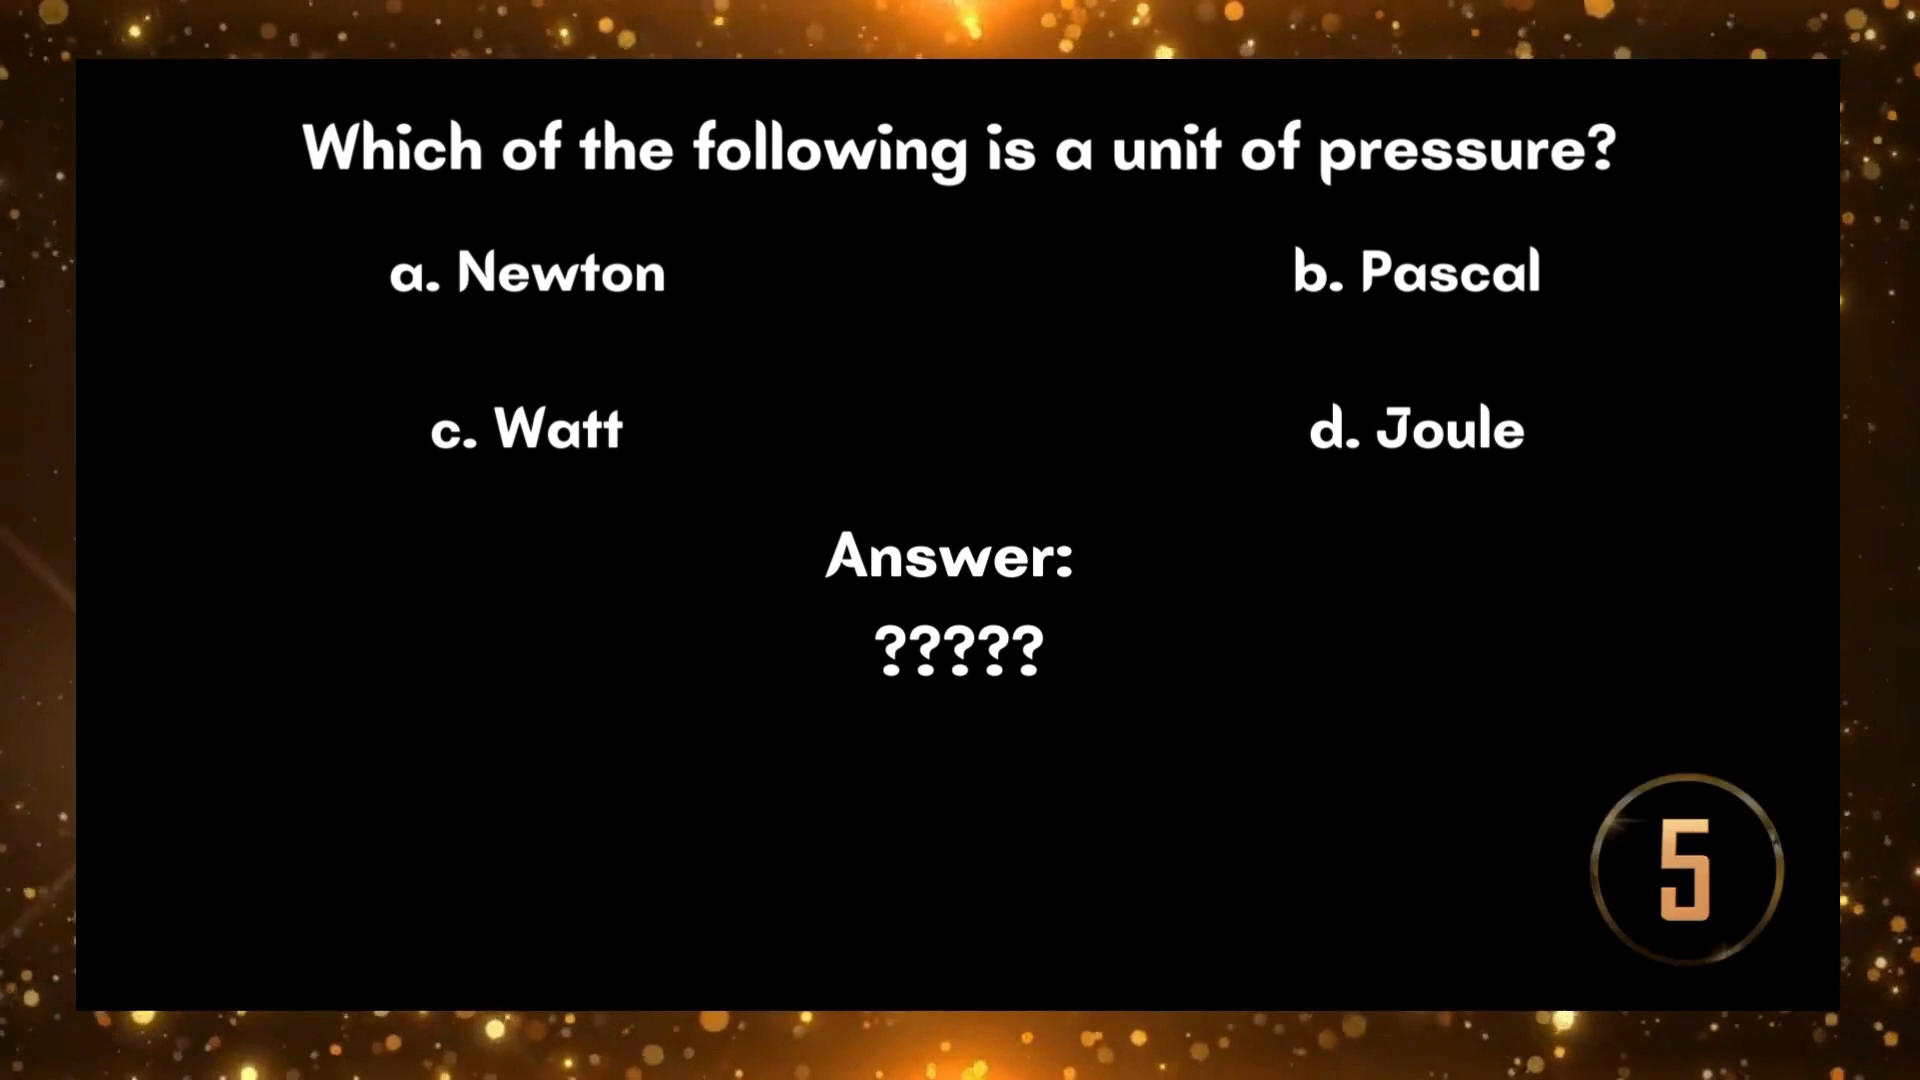 Which of the following is a unit of pressure?
a. Newton
b. Pascal
c. Watt
d. Joule
Answer:
?????
5